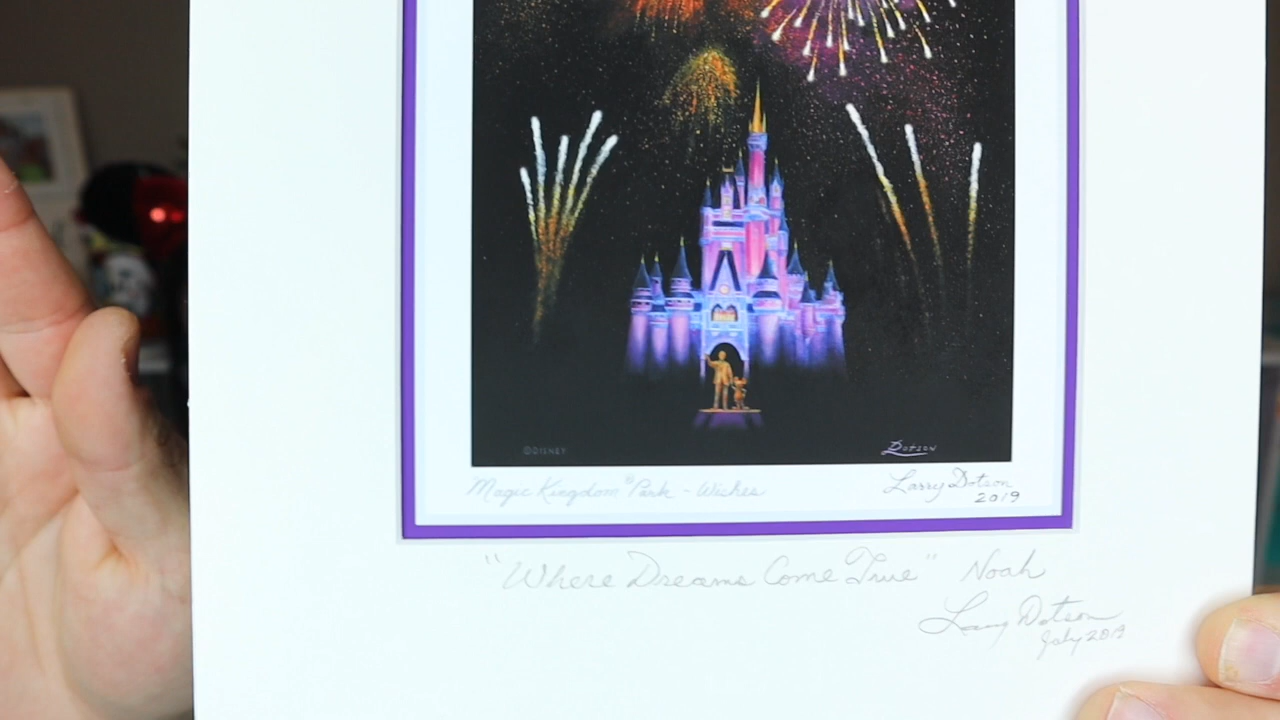 ©DISNEY Dotson
Magic Kingdom® Park - Wishes Larry Dotson
2019
"Where Dreams Come True" Noah
Larry Dotson
July 2019